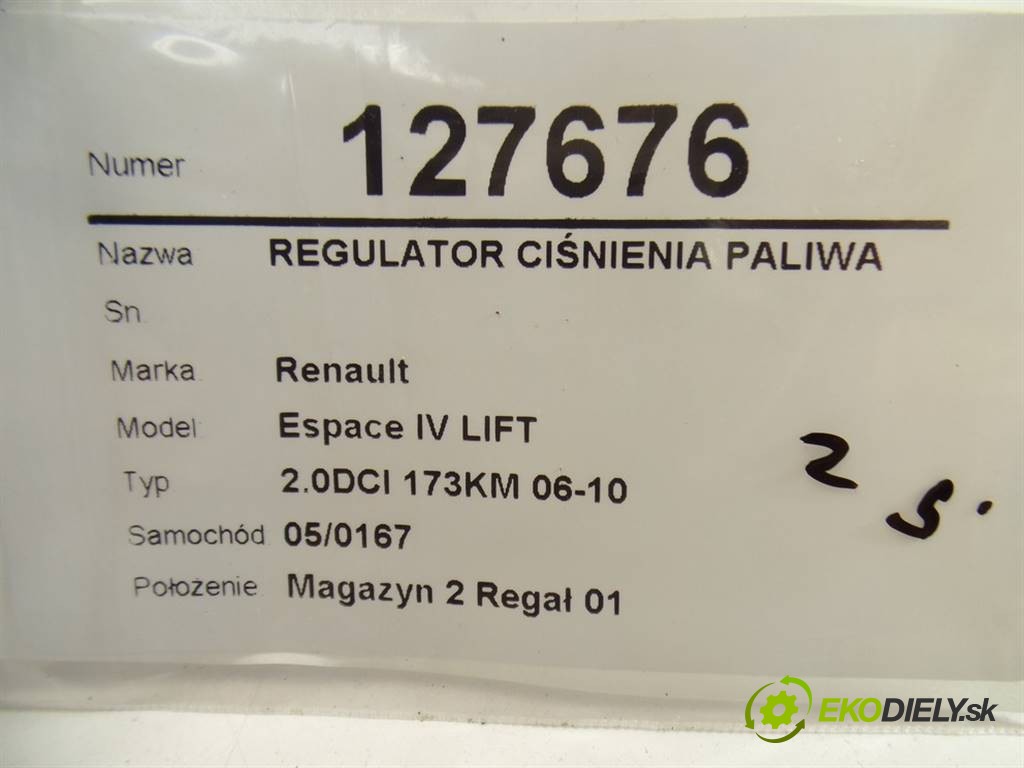 Numer 127676
Nazwa REGULATOR CIŚNIENIA PALIWA
Sn
Marka Renault
Model Espace IV LIFT
Typ 2.0DCI 173KM 06-10
Samochód 05/0167
Położenie Magazyn 2 Regał 01
2
EKODIELY.sk